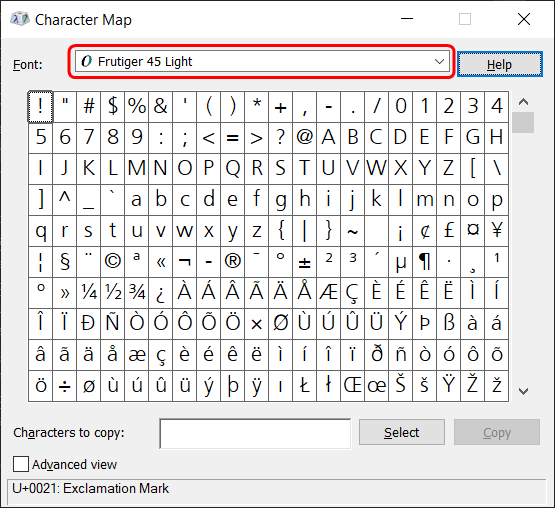 Character Map
Font: Frutiger 45 Light Help
! " # $ % & ' ( ) * + , - . / 0 1 2 3 4
5 6 7 8 9 : ; < = > ? @ A B C D E F G H
I J K L M N O P Q R S T U V W X Y Z [ \
] ^ _ ` a b c d e f g h i j k l m n o p
q r s t u v w x y z { | } ~ ¡ ¢ £ ¤ ¥
¦ § ¨ © ª « ¬ - ® ¯ ° ± ² ³ ´ µ ¶ · ¸ ¹
º » ¼ ½ ¾ ¿ À Á Â Ã Ä Å Æ Ç È É Ê Ë Ì Í
Î Ï Ð Ñ Ò Ó Ô Õ Ö × Ø Ù Ú Û Ü Ý Þ ß à á
â ã ä å æ ç è é ê ë ì í î ï ð ñ ò ó ô õ
ö ÷ ø ù ú û ü ý þ ÿ ı Ł ł Œ œ Š š Ÿ Ž ž
Characters to copy: Select Copy
Advanced view
U+0021: Exclamation Mark